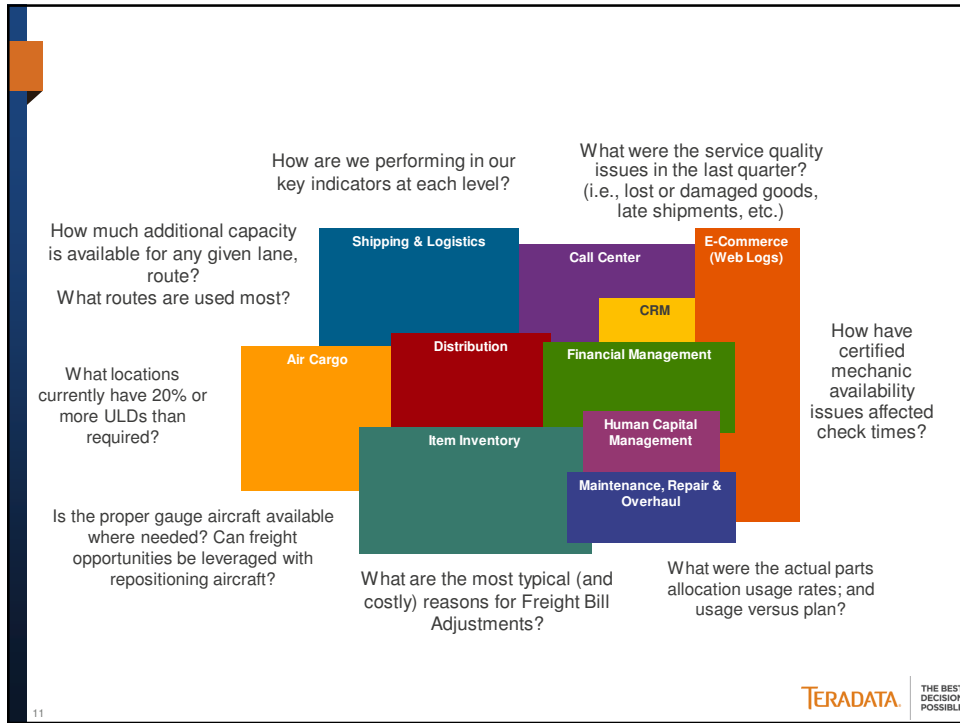 How are we performing in our
key indicators at each level?
What were the service quality
issues in the last quarter?
(i.e., lost or damaged goods,
late shipments, etc.)
How much additional capacity
is available for any given lane,
route?
What routes are used most?
Shipping & Logistics
Call Center
E-Commerce
(Web Logs)
CRM
Air Cargo
Distribution
Financial Management
How have
certified
mechanic
availability
issues affected
check times?
What locations
currently have 20% or
more ULDs than
required?
Item Inventory
Human Capital
Management
Maintenance, Repair &
Overhaul
Is the proper gauge aircraft available
where needed? Can freight
opportunities be leveraged with
repositioning aircraft?
What are the most typical (and
costly) reasons for Freight Bill
Adjustments?
What were the actual parts
allocation usage rates; and
usage versus plan?
11
TERADATA.
THE BEST
DECISION
POSSIBLE